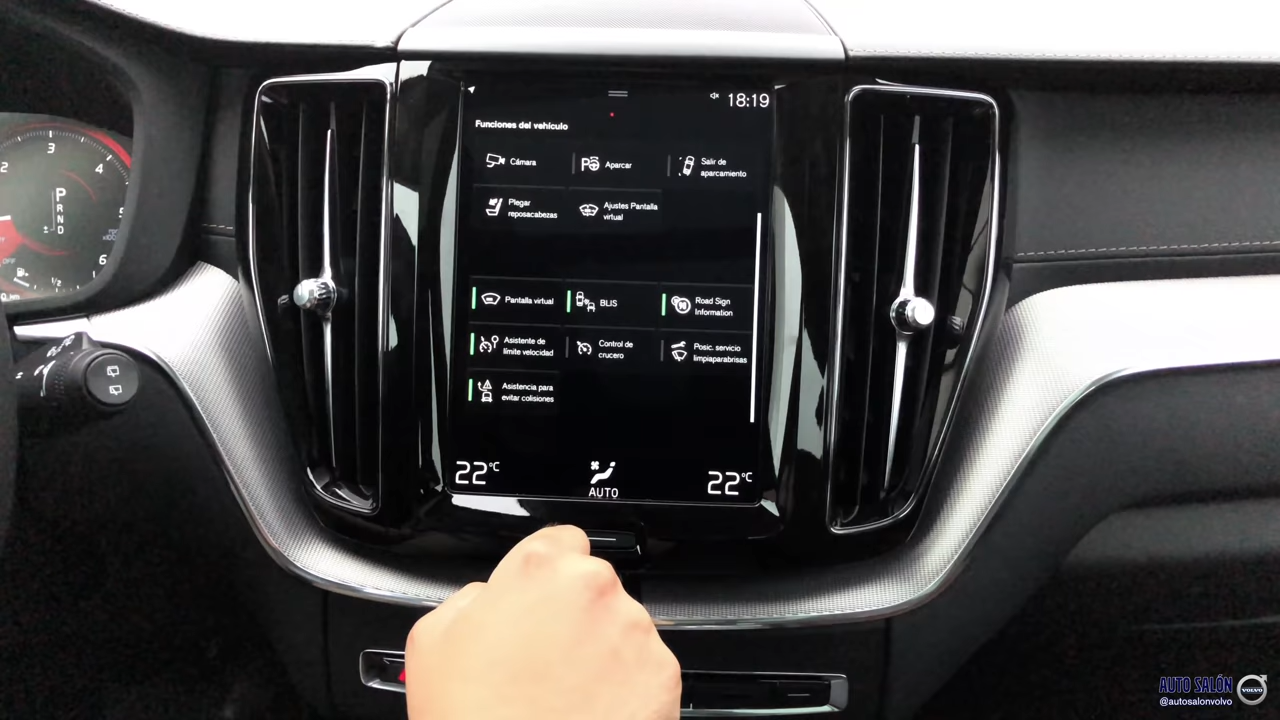 18:19
Funciones del vehículo
Cámara
Aparcar
Salir de
aparcamiento
Plegar
reposacabezas
Ajustes Pantalla
virtual
Pantalla virtual
BLIS
Road Sign
Information
Asistente de
límite velocidad
Control de
crucero
Posic. servicio
limpiaparabrisas
Asistencia para
evitar colisiones
22°C
AUTO
22°C
2
3
4
6
P
R
N
D
1/2
AUTO SALÓN
VOLVO
@autosalonvolvo